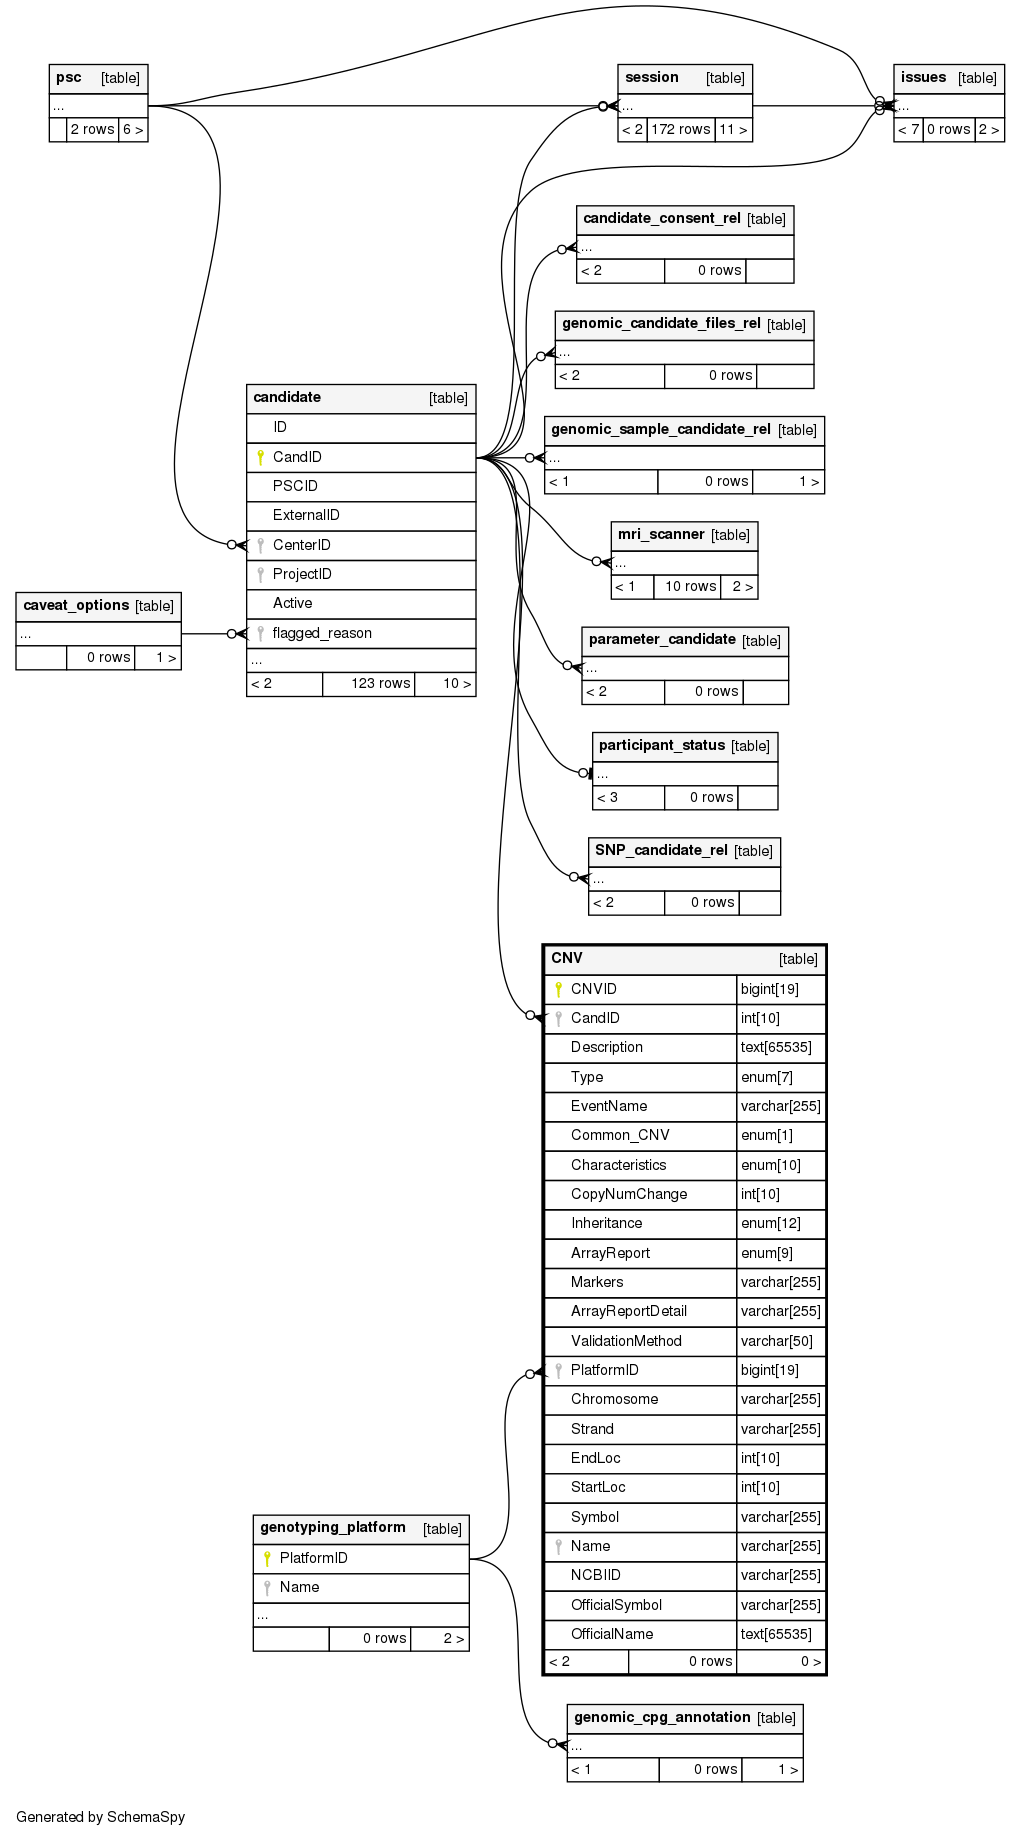 psc [table]
...
2 rows 6 >
session [table]
...
< 2 172 rows 11 >
issues [table]
...
< 7 0 rows 2 >
candidate_consent_rel [table]
...
< 2 0 rows
genomic_candidate_files_rel [table]
...
< 2 0 rows
candidate [table]
ID
CandID
PSCID
ExternalID
CenterID
ProjectID
Active
flagged_reason
...
< 2 123 rows 10 >
genomic_sample_candidate_rel [table]
...
< 1 0 rows 1 >
mri_scanner [table]
...
< 1 10 rows 2 >
caveat_options [table]
...
0 rows 1 >
parameter_candidate [table]
...
< 2 0 rows
participant_status [table]
...
< 3 0 rows
SNP_candidate_rel [table]
...
< 2 0 rows
CNV [table]
CNVID bigint[19]
CandID int[10]
Description text[65535]
Type enum[7]
EventName varchar[255]
Common_CNV enum[1]
Characteristics enum[10]
CopyNumChange int[10]
Inheritance enum[12]
ArrayReport enum[9]
Markers varchar[255]
ArrayReportDetail varchar[255]
ValidationMethod varchar[50]
PlatformID bigint[19]
Chromosome varchar[255]
Strand varchar[255]
EndLoc int[10]
StartLoc int[10]
Symbol varchar[255]
Name varchar[255]
NCBIID varchar[255]
OfficialSymbol varchar[255]
OfficialName text[65535]
< 2 0 rows 0 >
genotyping_platform [table]
PlatformID
Name
...
0 rows 2 >
genomic_cpg_annotation [table]
...
< 1 0 rows 1 >
Generated by SchemaSpy